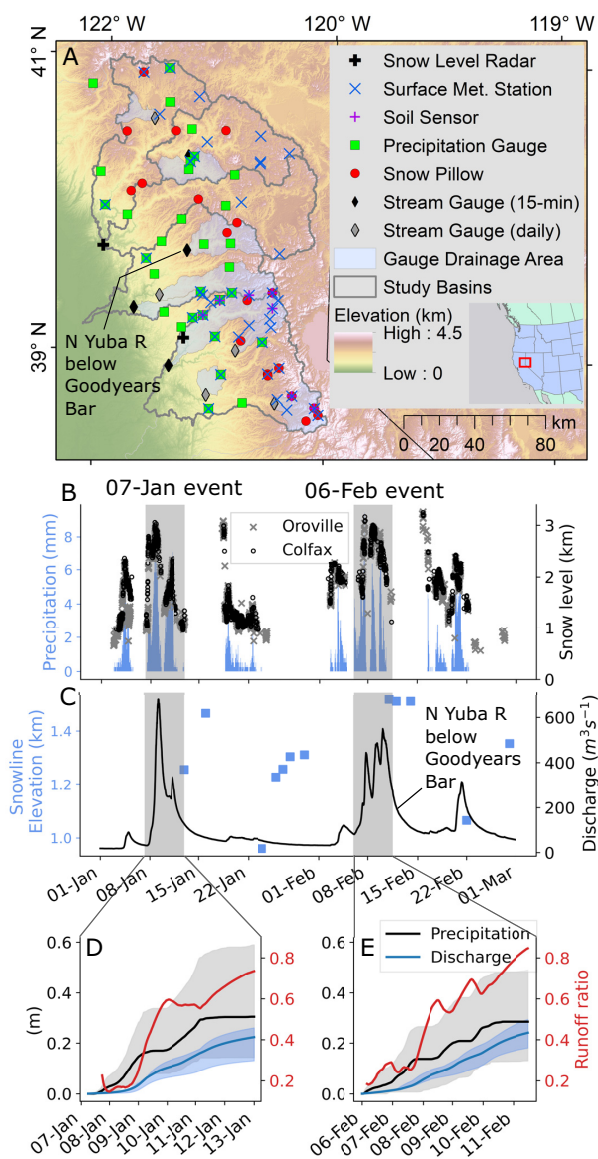 122° W
120° W
119° W
41° N
A
Snow Level Radar
Surface Met. Station
Soil Sensor
Precipitation Gauge
Snow Pillow
Stream Gauge (15-min)
Stream Gauge (daily)
Gauge Drainage Area
Study Basins
Elevation (km)
High : 4.5
Low : 0
39° N
N Yuba R
below
Goodyears
Bar
km
0 20 40 80
B
07-Jan event
06-Feb event
Oroville
Colfax
Precipitation (mm)
8
6
4
2
0
3
2
1
0
Snow level (km)
C
Snowline
Elevation (km)
1.4
1.2
1.0
N Yuba R
below
Goodyears
Bar
600
400
200
0
Discharge (m³s⁻¹)
01-Jan
08-Jan
15-Jan
22-Jan
01-Feb
08-Feb
15-Feb
22-Feb
01-Mar
D
(m)
0.6
0.4
0.2
0.0
0.8
0.6
0.4
0.2
07-Jan
08-Jan
09-Jan
10-Jan
11-Jan
12-Jan
13-Jan
E
Precipitation
Discharge
0.6
0.4
0.2
0.0
0.8
0.6
0.4
0.2
Runoff ratio
06-Feb
07-Feb
08-Feb
09-Feb
10-Feb
11-Feb